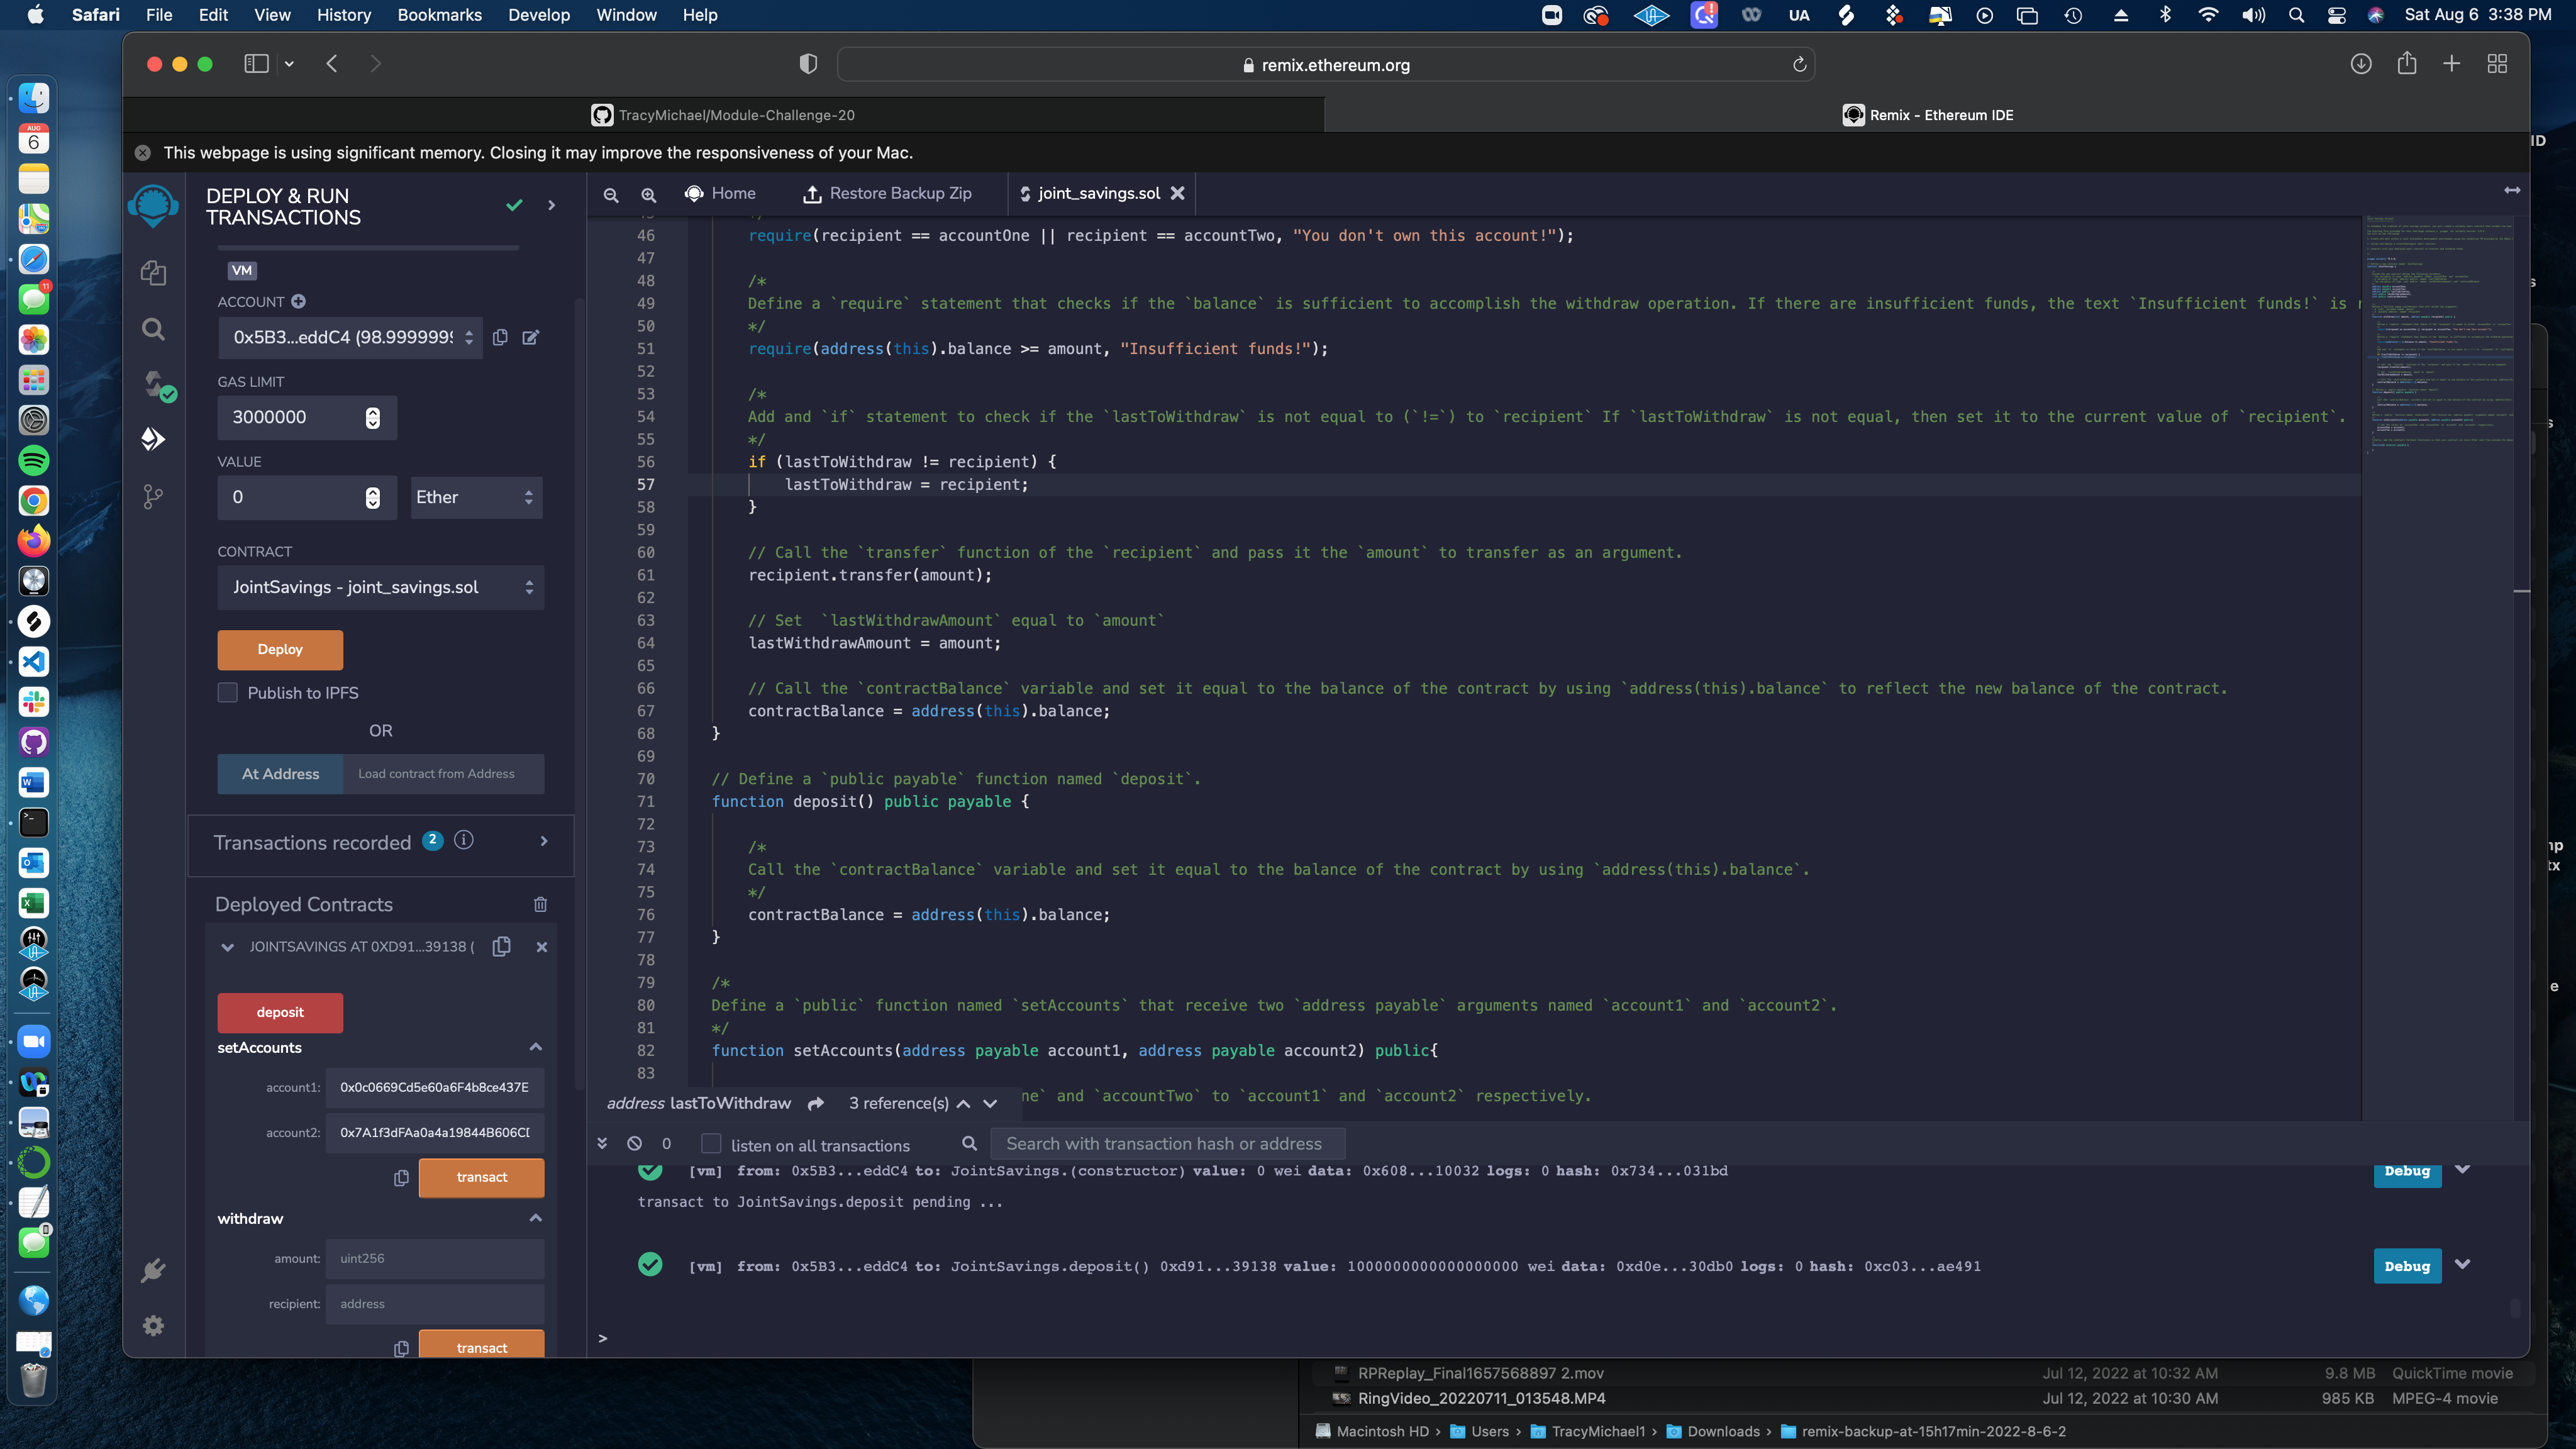 Safari File Edit View History Bookmarks Develop Window Help UA Sat Aug 6 3:38 PM
remix.ethereum.org
TracyMichael/Module-Challenge-20
Remix - Ethereum IDE
This webpage is using significant memory. Closing it may improve the responsiveness of your Mac.
AUG
6
11
DEPLOY & RUN
TRANSACTIONS
VM
ACCOUNT
0x5B3...eddC4 (98.9999999
GAS LIMIT
3000000
VALUE
0
Ether
CONTRACT
JointSavings - joint_savings.sol
Deploy
Publish to IPFS
OR
At Address
Load contract from Address
Transactions recorded 2
Deployed Contracts
JOINTSAVINGS AT 0XD91...39138 (
deposit
setAccounts
account1: 0x0c0669Cd5e60a6F4b8ce437E
account2: 0x7A1f3dFAa0a4a19844B606CD
transact
withdraw
amount: uint256
recipient: address
transact
Home
Restore Backup Zip
joint_savings.sol
46 require(recipient == accountOne || recipient == accountTwo, "You don't own this account!");
47
48 /*
49 Define a `require` statement that checks if the `balance` is sufficient to accomplish the withdraw operation. If there are insufficient funds, the text `Insufficient funds!` is r
50 */
51 require(address(this).balance >= amount, "Insufficient funds!");
52
53 /*
54 Add and `if` statement to check if the `lastToWithdraw` is not equal to (`!=`) to `recipient` If `lastToWithdraw` is not equal, then set it to the current value of `recipient`.
55 */
56 if (lastToWithdraw != recipient) {
57 lastToWithdraw = recipient;
58 }
59
60 // Call the `transfer` function of the `recipient` and pass it the `amount` to transfer as an argument.
61 recipient.transfer(amount);
62
63 // Set  `lastWithdrawAmount` equal to `amount`
64 lastWithdrawAmount = amount;
65
66 // Call the `contractBalance` variable and set it equal to the balance of the contract by using `address(this).balance` to reflect the new balance of the contract.
67 contractBalance = address(this).balance;
68 }
69
70 // Define a `public payable` function named `deposit`.
71 function deposit() public payable {
72
73 /*
74 Call the `contractBalance` variable and set it equal to the balance of the contract by using `address(this).balance`.
75 */
76 contractBalance = address(this).balance;
77 }
78
79 /*
80 Define a `public` function named `setAccounts` that receive two `address payable` arguments named `account1` and `account2`.
81 */
82 function setAccounts(address payable account1, address payable account2) public{
83
ne` and `accountTwo` to `account1` and `account2` respectively.
address lastToWithdraw 3 reference(s)
0 listen on all transactions Search with transaction hash or address
[vm] from: 0x5B3...eddC4 to: JointSavings.(constructor) value: 0 wei data: 0x608...10032 logs: 0 hash: 0x734...031bd Debug
transact to JointSavings.deposit pending ...
[vm] from: 0x5B3...eddC4 to: JointSavings.deposit() 0xd91...39138 value: 1000000000000000000 wei data: 0xd0e...30db0 logs: 0 hash: 0xc03...ae491 Debug
>
RPReplay_Final1657568897 2.mov Jul 12, 2022 at 10:32 AM 9.8 MB QuickTime movie
RingVideo_20220711_013548.MP4 Jul 12, 2022 at 10:30 AM 985 KB MPEG-4 movie
Macintosh HD › Users › TracyMichael1 › Downloads › remix-backup-at-15h17min-2022-8-6-2